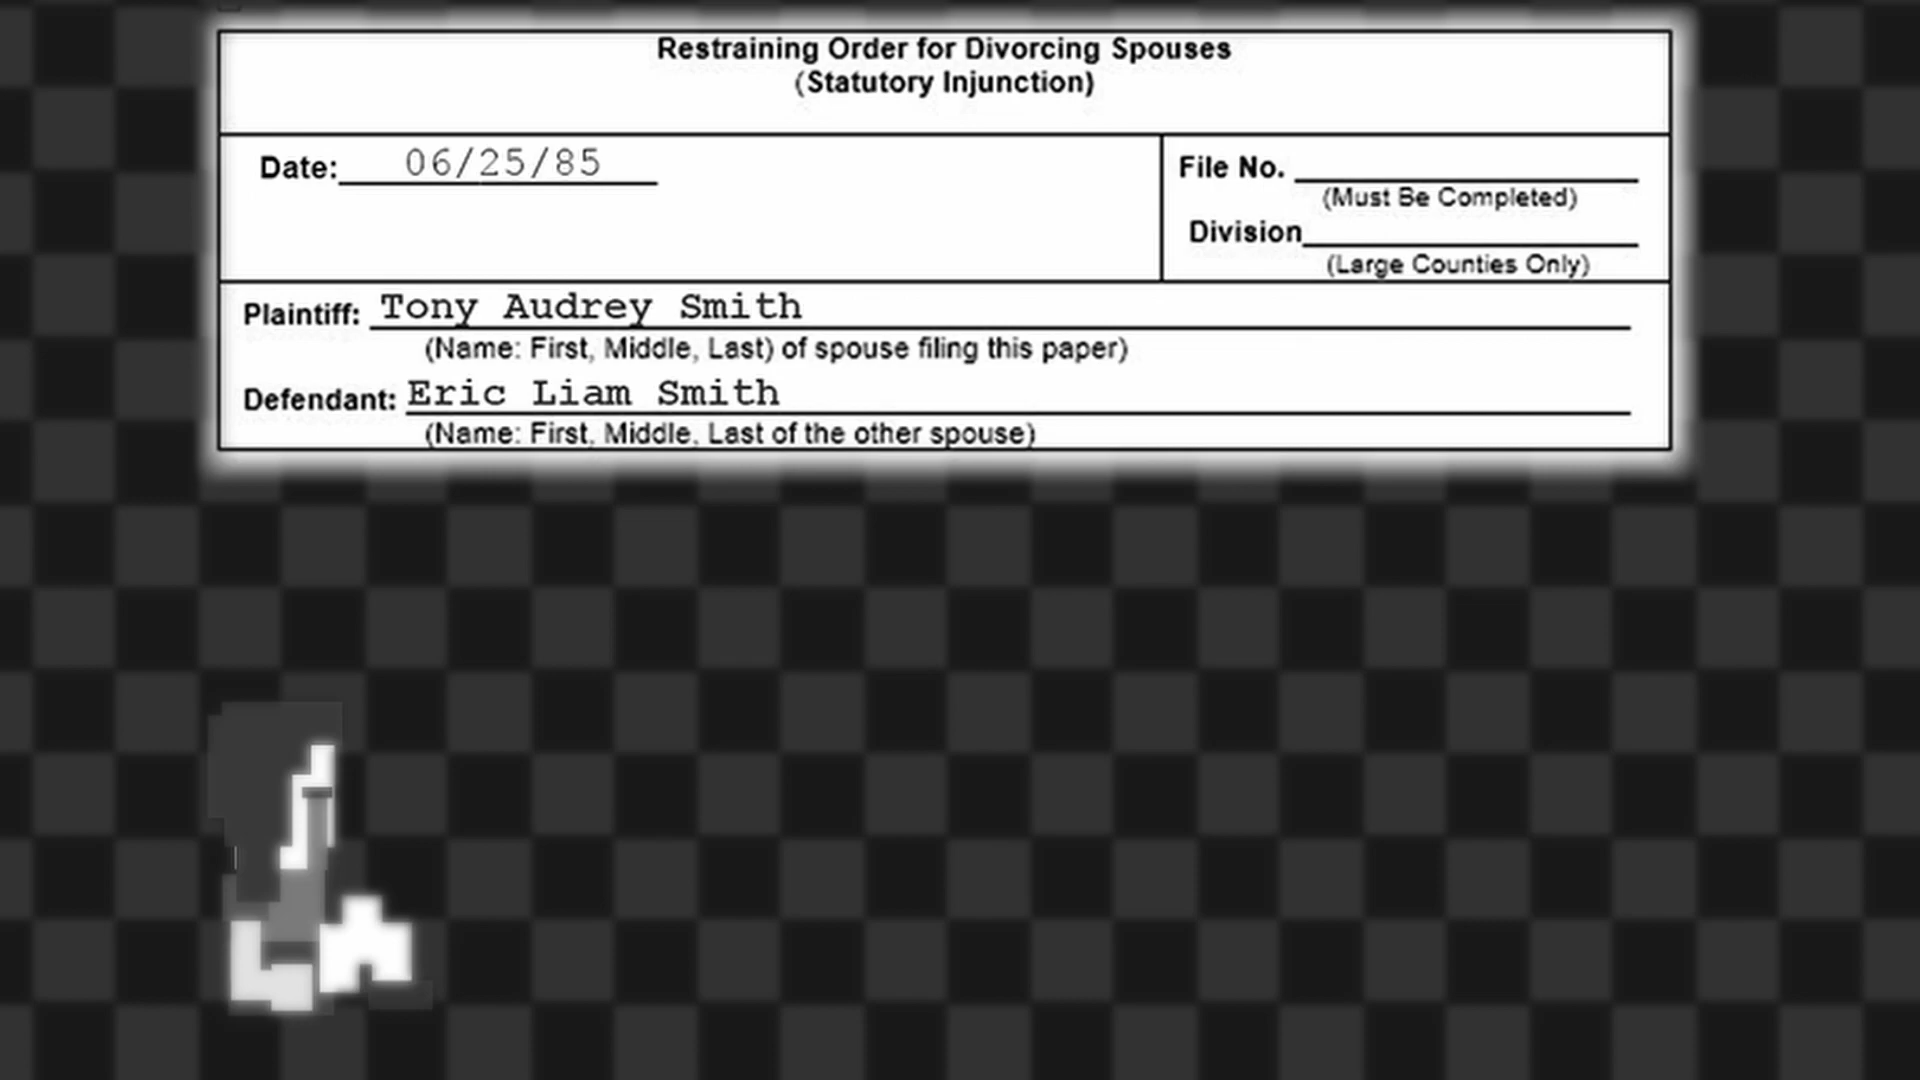 Restraining Order for Divorcing Spouses
(Statutory Injunction)
Date: 06/25/85
File No.
(Must Be Completed)
Division
(Large Counties Only)
Plaintiff: Tony Audrey Smith
(Name: First, Middle, Last) of spouse filing this paper)
Defendant: Eric Liam Smith
(Name: First, Middle, Last of the other spouse)